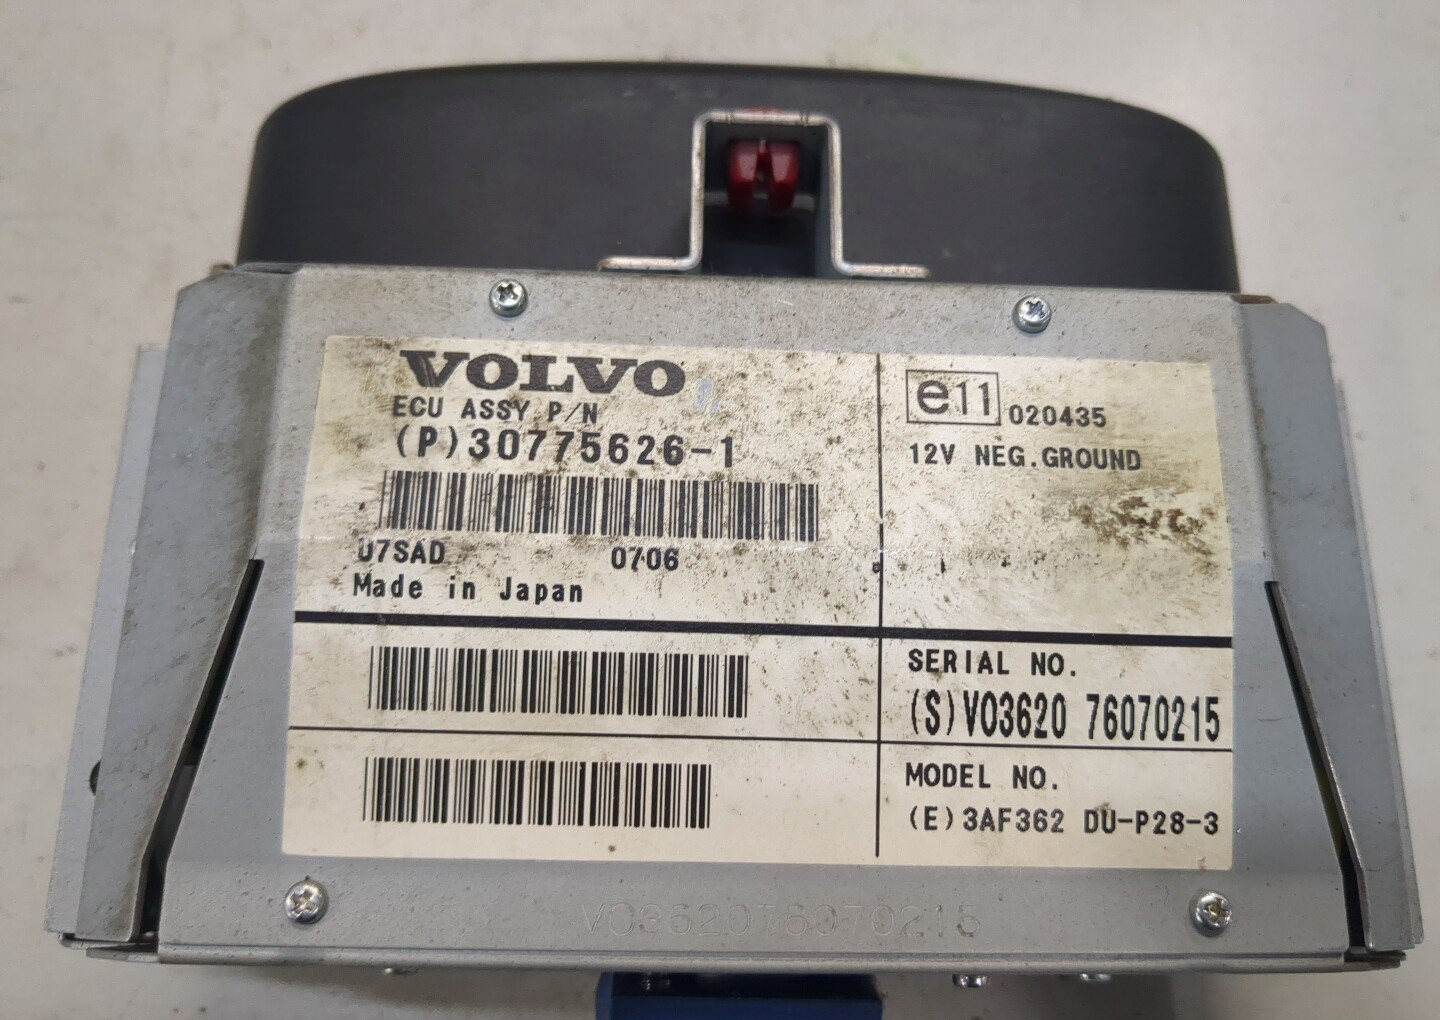 VOLVO
ECU ASSY P/N
(P)30775626-1
U7SAD 0706
Made in Japan
e11 020435
12V NEG.GROUND
SERIAL NO.
(S)VO3620 76070215
MODEL NO.
(E)3AF362 DU-P28-3
VO362076070215